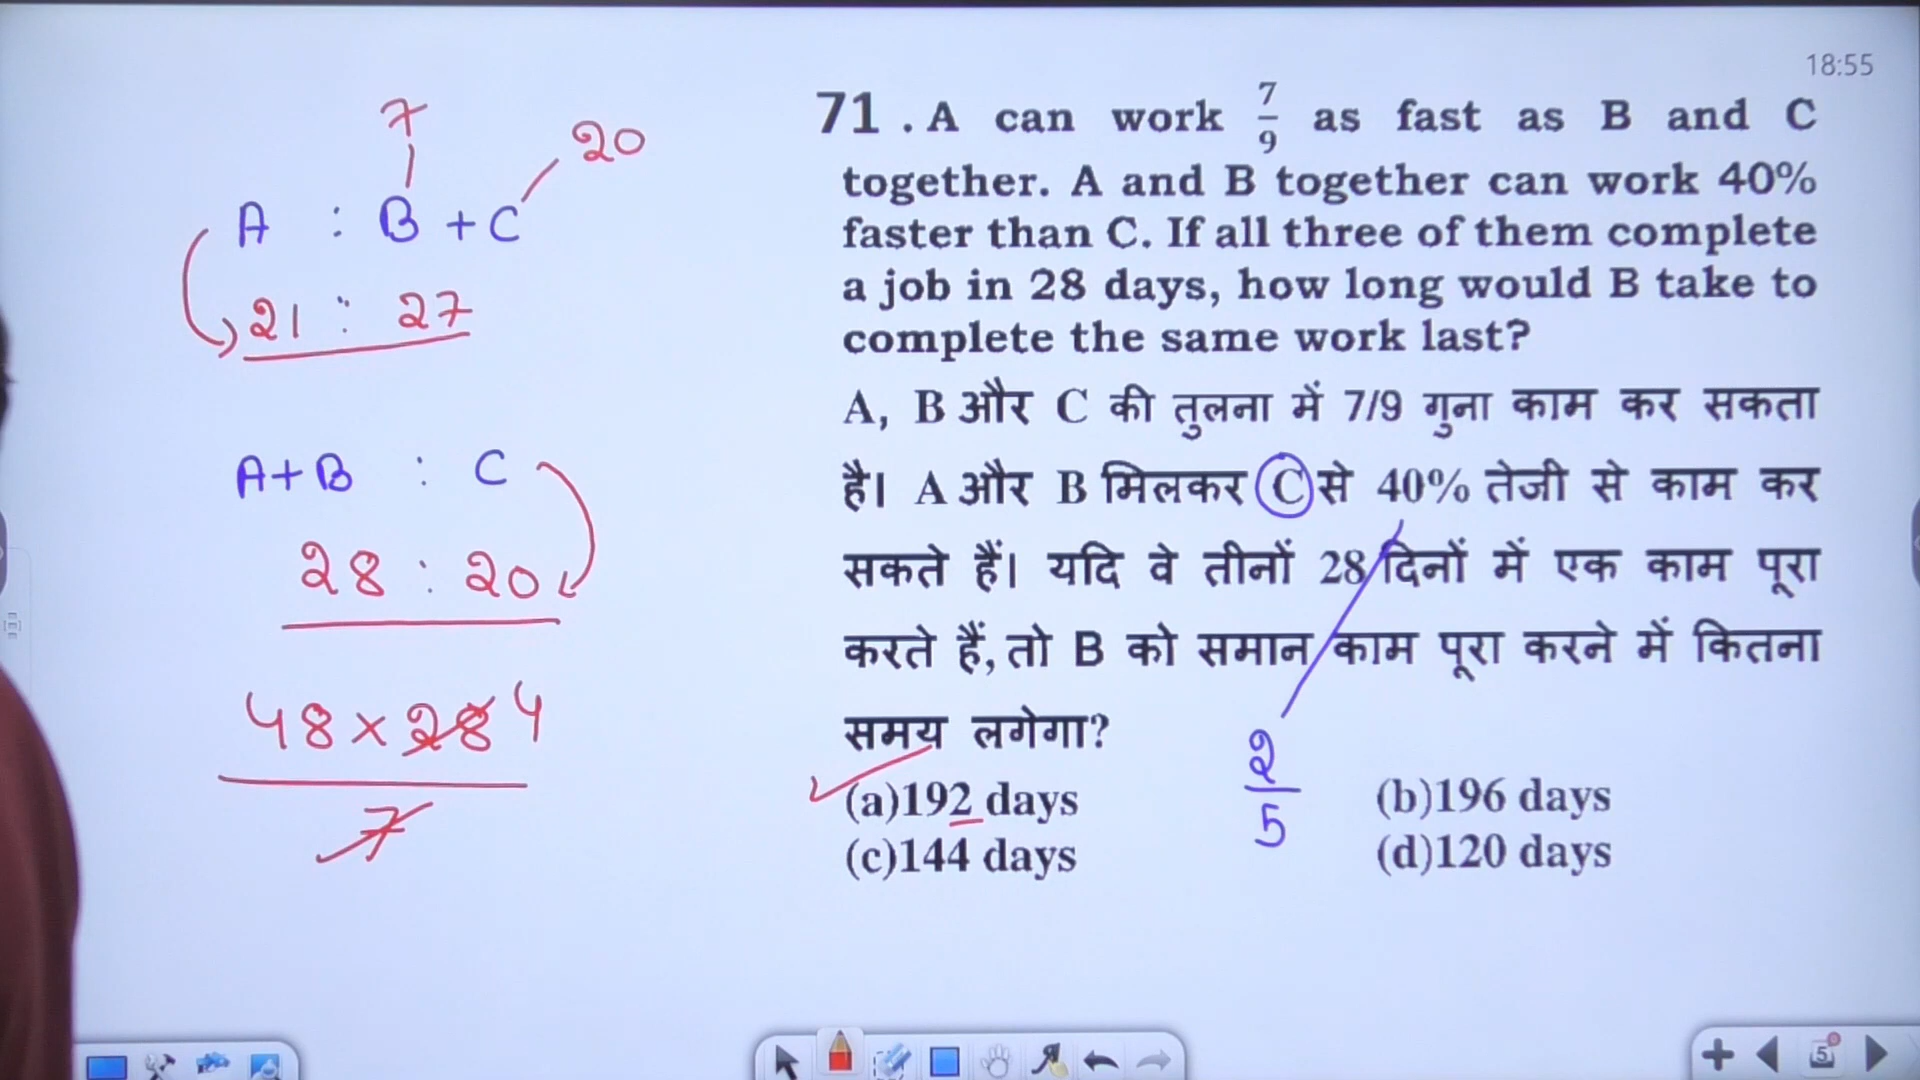 18:55
7
20
A : B + C
21 : 27
A+B : C
28 : 20
48 × 28 4
7
71. A can work 7/9 as fast as B and C
together. A and B together can work 40%
faster than C. If all three of them complete
a job in 28 days, how long would B take to
complete the same work last?
A, B और C की तुलना में 7/9 गुना काम कर सकता
है। A और B मिलकर C से 40% तेजी से काम कर
सकते हैं। यदि वे तीनों 28 दिनों में एक काम पूरा
करते हैं, तो B को समान काम पूरा करने में कितना
समय लगेगा?
2
5
(a)192 days (b)196 days
(c)144 days (d)120 days
5